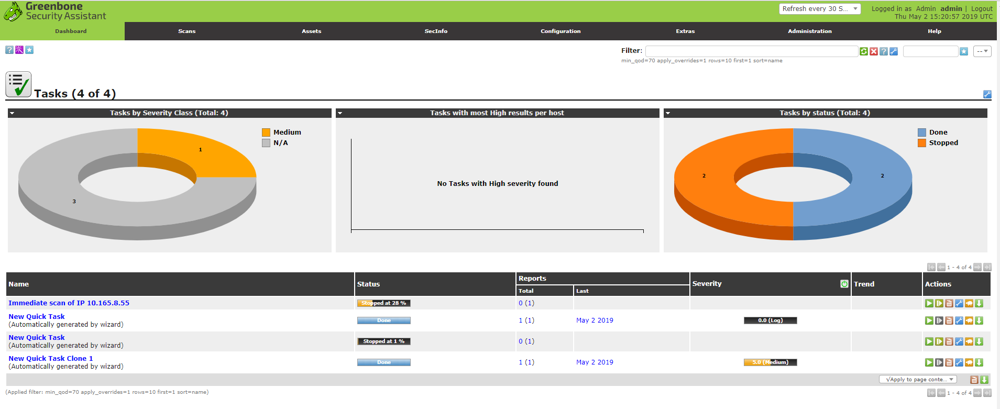 Greenbone
Security Assistant
Refresh every 30 S...
Logged in as Admin admin | Logout
Thu May 2 15:20:57 2019 UTC
Dashboard Scans Assets SecInfo Configuration Extras Administration Help
Filter:
--
min_qod=70 apply_overrides=1 rows=10 first=1 sort=name
Tasks (4 of 4)
Tasks by Severity Class (Total: 4)
Medium
N/A
1
3
Tasks with most High results per host
No Tasks with High severity found
Tasks by status (Total: 4)
Done
Stopped
2
2
1 - 4 of 4
Name Status Reports Severity Trend Actions
Total Last
Immediate scan of IP 10.165.8.55 Stopped at 28 % 0 (1)
New Quick Task Done 1 (1) May 2 2019 0.0 (Log)
(Automatically generated by wizard)
New Quick Task Stopped at 1 % 0 (1)
(Automatically generated by wizard)
New Quick Task Clone 1 Done 1 (1) May 2 2019 5.0 (Medium)
(Automatically generated by wizard)
√Apply to page conte...
(Applied filter: min_qod=70 apply_overrides=1 rows=10 first=1 sort=name)
1 - 4 of 4